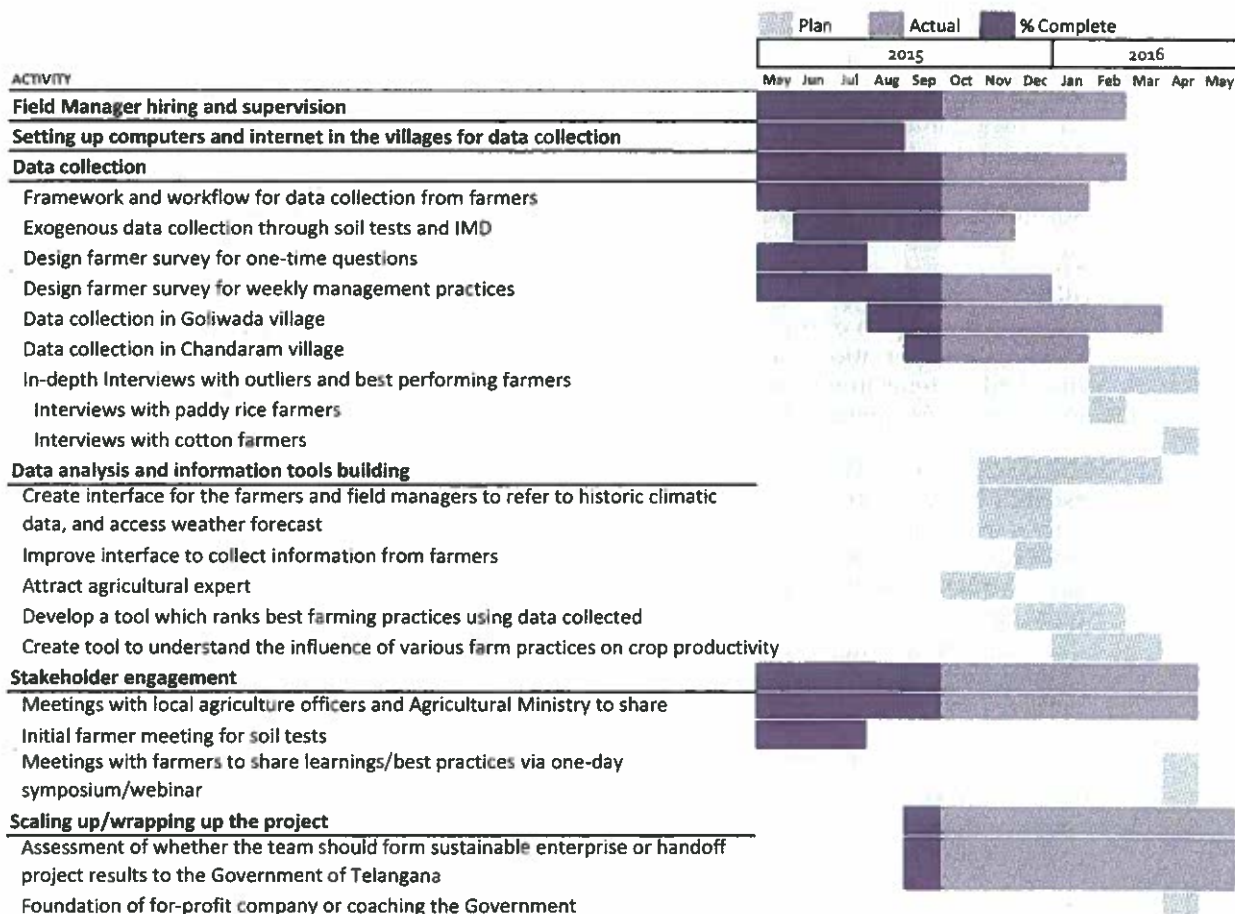 Plan Actual % Complete
2015 2016
ACTIVITY May Jun Jul Aug Sep Oct Nov Dec Jan Feb Mar Apr May
Field Manager hiring and supervision
Setting up computers and internet in the villages for data collection
Data collection
Framework and workflow for data collection from farmers
Exogenous data collection through soil tests and IMD
Design farmer survey for one-time questions
Design farmer survey for weekly management practices
Data collection in Goliwada village
Data collection in Chandaram village
In-depth Interviews with outliers and best performing farmers
Interviews with paddy rice farmers
Interviews with cotton farmers
Data analysis and information tools building
Create interface for the farmers and field managers to refer to historic climatic
data, and access weather forecast
Improve interface to collect information from farmers
Attract agricultural expert
Develop a tool which ranks best farming practices using data collected
Create tool to understand the influence of various farm practices on crop productivity
Stakeholder engagement
Meetings with local agriculture officers and Agricultural Ministry to share
Initial farmer meeting for soil tests
Meetings with farmers to share learnings/best practices via one-day
symposium/webinar
Scaling up/wrapping up the project
Assessment of whether the team should form sustainable enterprise or handoff
project results to the Government of Telangana
Foundation of for-profit company or coaching the Government